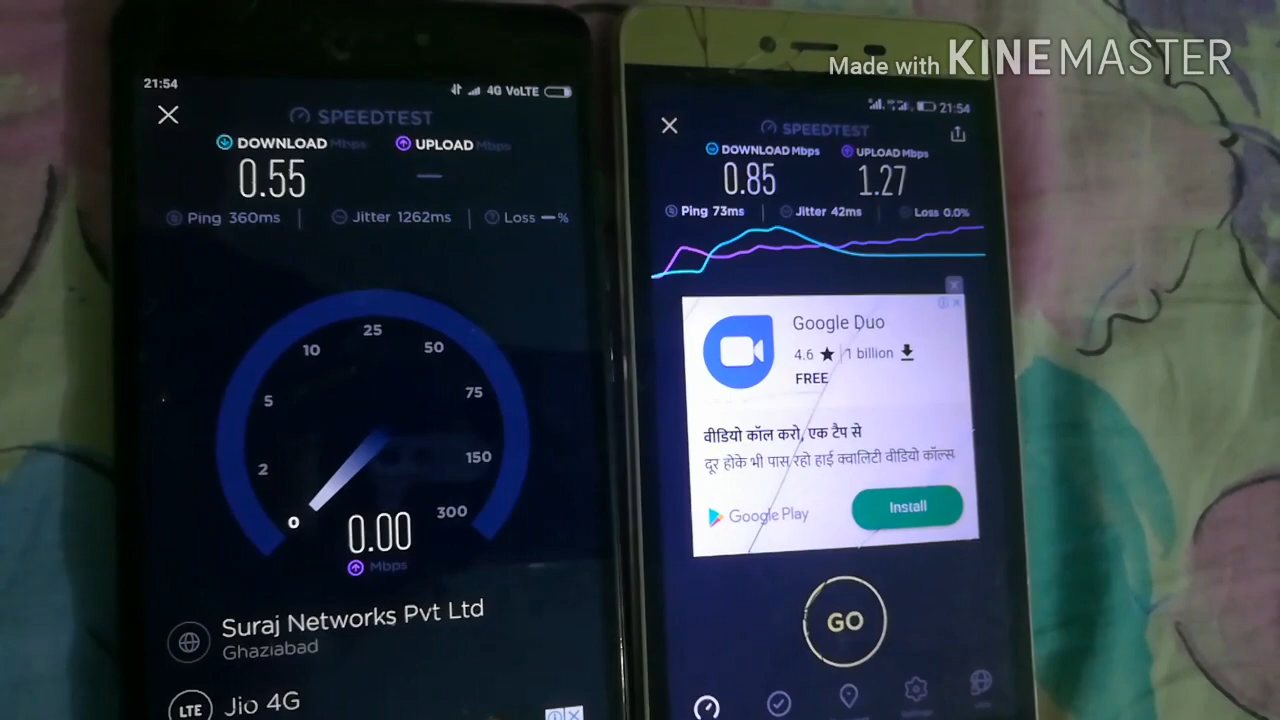 Made with KINEMASTER
21:54
4G VoLTE
SPEEDTEST
DOWNLOAD Mbps
UPLOAD Mbps
0.55
—
Ping 360ms
Jitter 1262ms
Loss —%
0
2
5
10
25
50
75
150
300
0.00
Mbps
Suraj Networks Pvt Ltd
Ghaziabad
LTE
Jio 4G
21:54
SPEEDTEST
DOWNLOAD Mbps
UPLOAD Mbps
0.85
1.27
Ping 73ms
Jitter 42ms
Loss 0.0%
Google Duo
4.6 ★ 1 billion
FREE
वीडियो कॉल करो, एक टैप से
दूर होके भी पास रहो हाई क्वालिटी वीडियो कॉल्स
Google Play
Install
GO